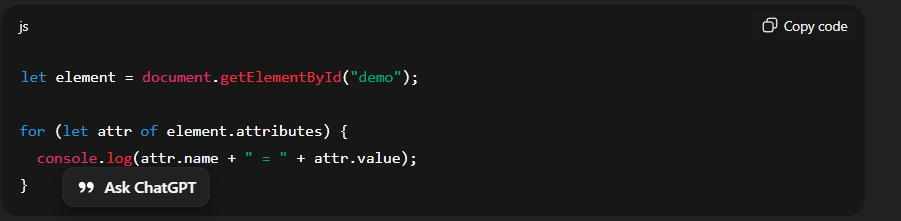 js
Copy code
let element = document.getElementById("demo");
for (let attr of element.attributes) {
  console.log(attr.name + " = " + attr.value);
}
Ask ChatGPT